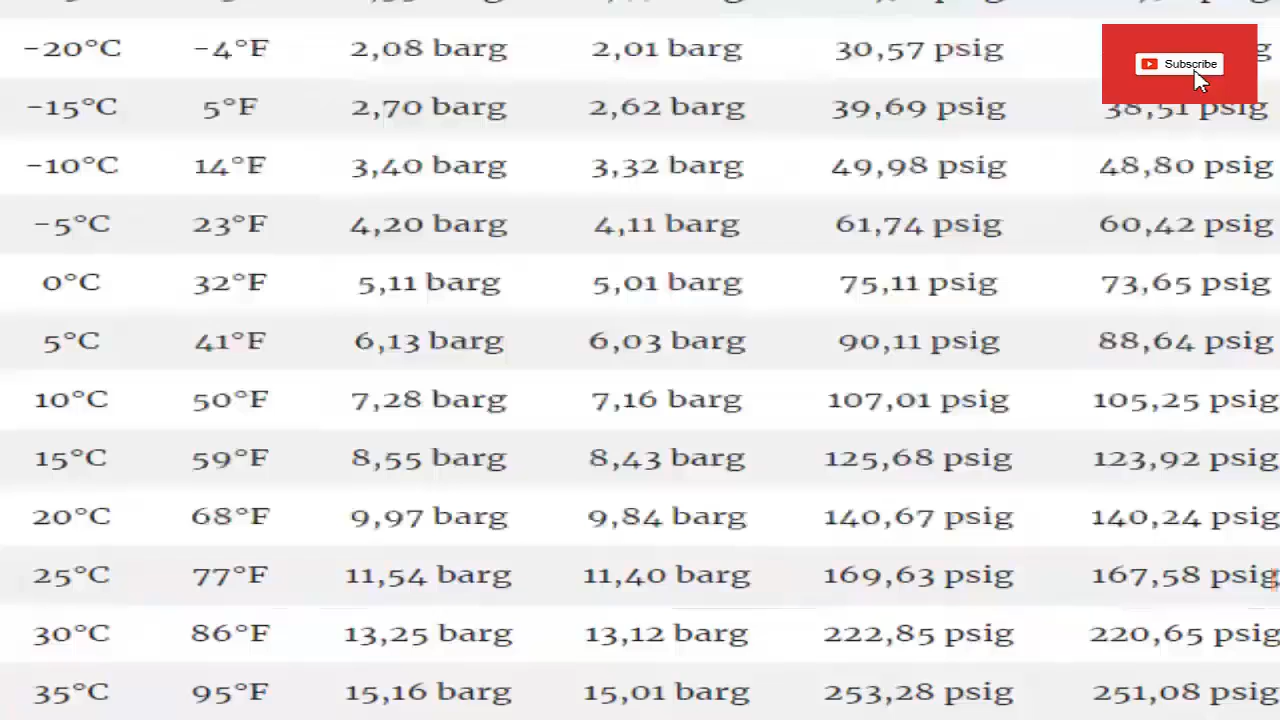 -20°C -4°F 2,08 barg 2,01 barg 30,57 psig
Subscribe
-15°C 5°F 2,70 barg 2,62 barg 39,69 psig 38,51 psig
-10°C 14°F 3,40 barg 3,32 barg 49,98 psig 48,80 psig
-5°C 23°F 4,20 barg 4,11 barg 61,74 psig 60,42 psig
0°C 32°F 5,11 barg 5,01 barg 75,11 psig 73,65 psig
5°C 41°F 6,13 barg 6,03 barg 90,11 psig 88,64 psig
10°C 50°F 7,28 barg 7,16 barg 107,01 psig 105,25 psig
15°C 59°F 8,55 barg 8,43 barg 125,68 psig 123,92 psig
20°C 68°F 9,97 barg 9,84 barg 140,67 psig 140,24 psig
25°C 77°F 11,54 barg 11,40 barg 169,63 psig 167,58 psig
30°C 86°F 13,25 barg 13,12 barg 222,85 psig 220,65 psig
35°C 95°F 15,16 barg 15,01 barg 253,28 psig 251,08 psig